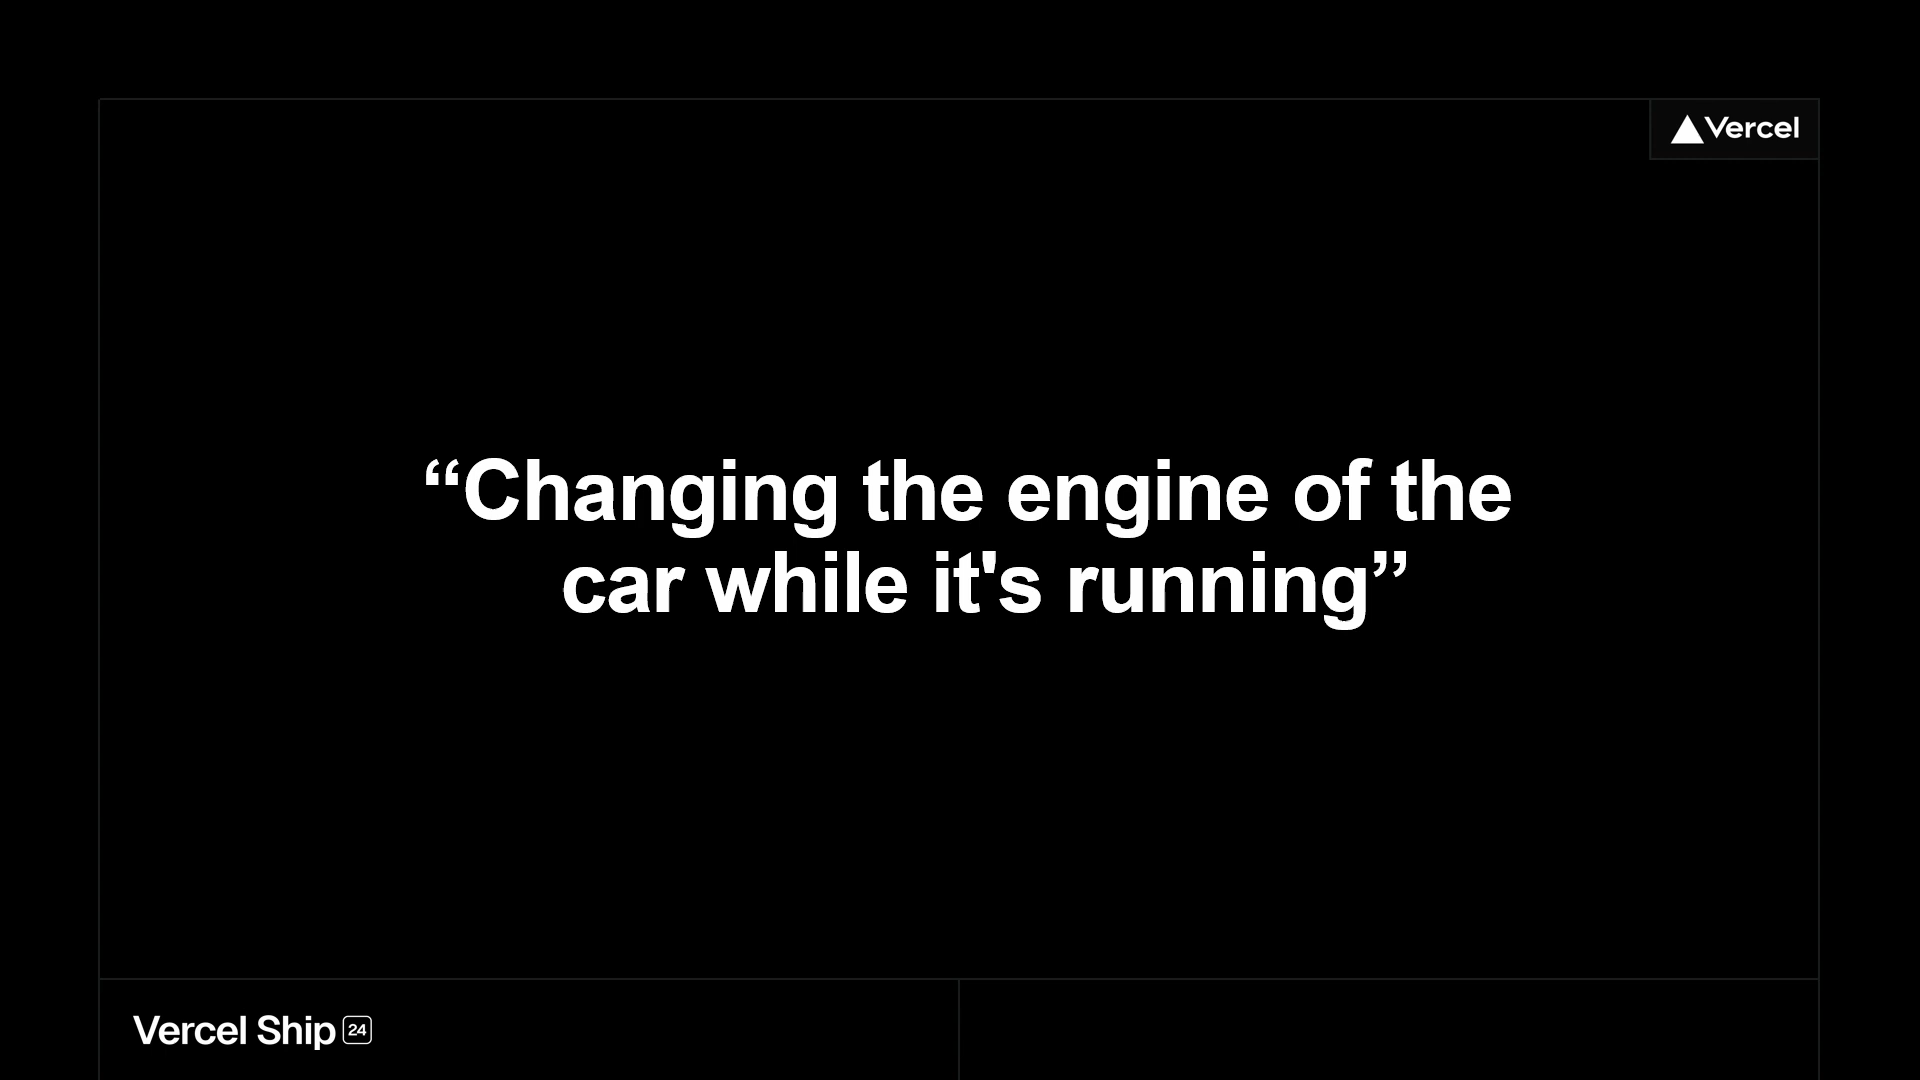 Vercel
“Changing the engine of the
car while it's running”
Vercel Ship 24